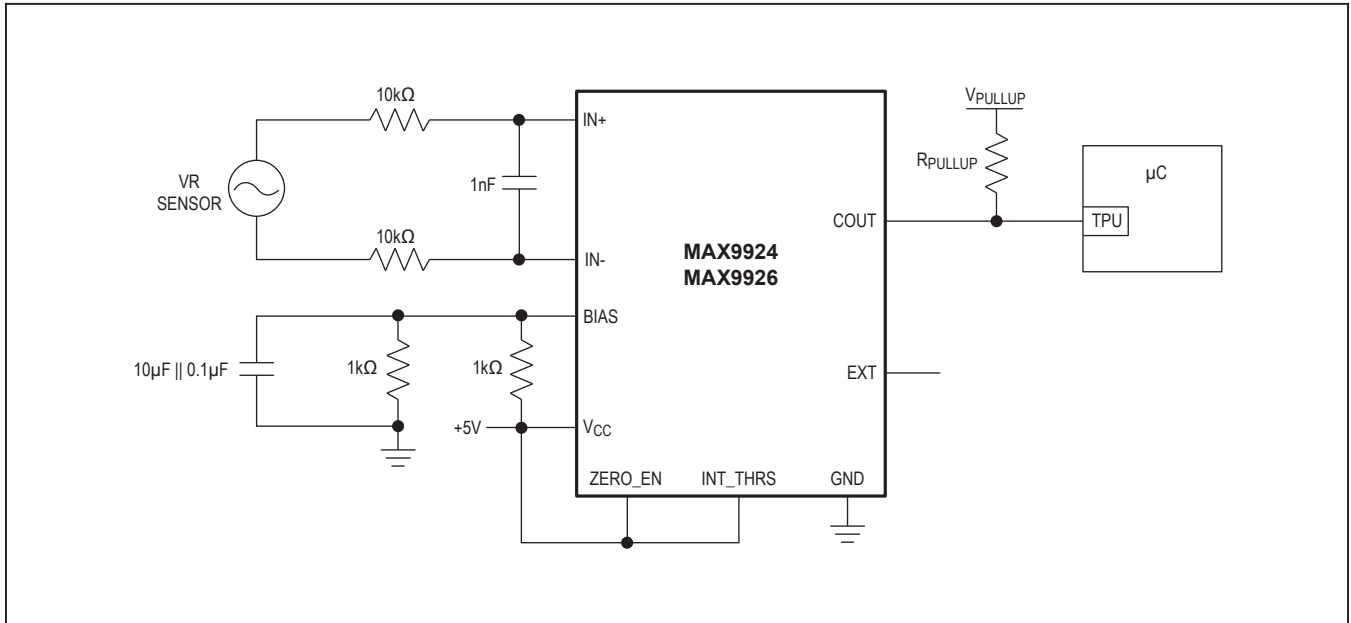 10kΩ
IN+
VPULLUP
RPULLUP
µC
VR
SENSOR
1nF
COUT
TPU
10kΩ
IN-
MAX9924
MAX9926
BIAS
10µF || 0.1µF
1kΩ
1kΩ
EXT
+5V
VCC
ZERO_EN
INT_THRS
GND